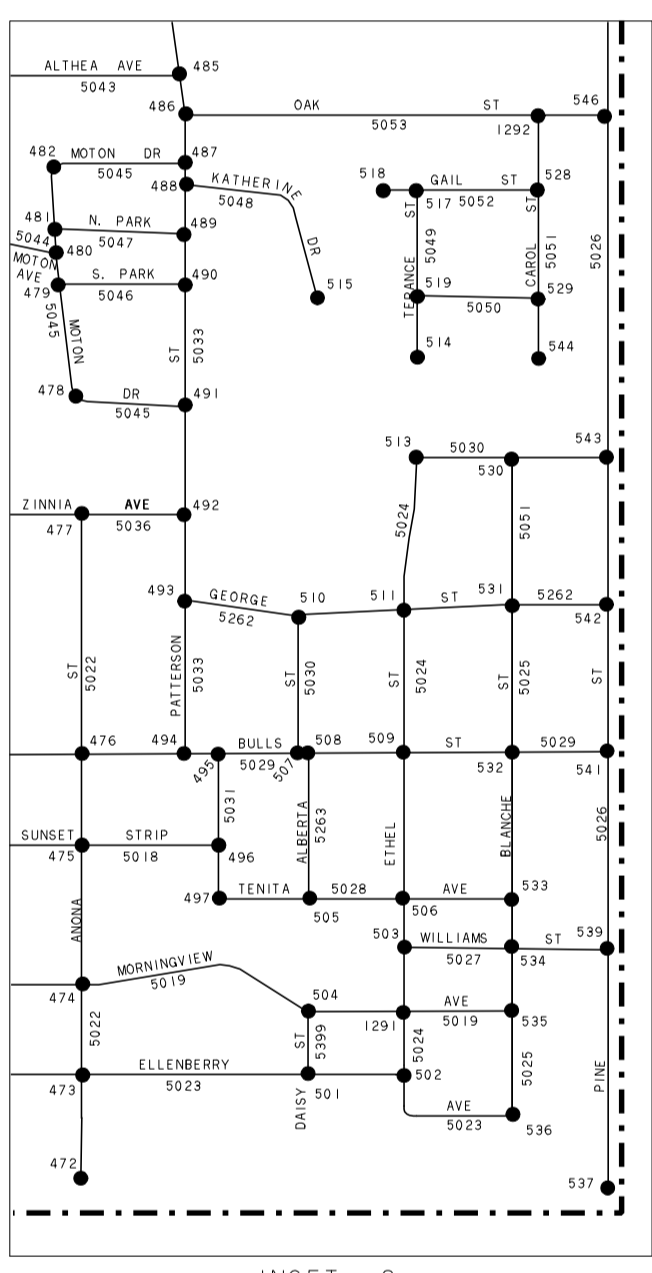 485
ALTHEA AVE
5043
486
OAK ST
5053
1292
546
482
MOTON DR
5045
487
488
KATHERINE DR
5048
518
GAIL ST
517
5052
528
481
5044
N. PARK
5047
489
480
MOTON AVE
S. PARK
5046
490
479
5045
MOTON
ST
5033
515
ST
5049
TERANCE
519
5050
ST
CAROL
5051
529
5026
514
544
478
DR
5045
491
513
5030
530
543
ZINNIA AVE
477
5036
492
5024
5051
493
GEORGE ST
5262
510
511
531
5262
542
ST
5022
PATTERSON
5033
ST
5030
ST
5024
ST
5025
ST
476
494
495
BULLS ST
5029
507
508
509
532
5029
541
5031
ALBERTA
5263
ETHEL
BLANCHE
5026
SUNSET STRIP
475
5018
496
497
TENITA AVE
5028
505
506
533
ANONA
503
WILLIAMS ST
5027
534
539
MORNINGVIEW AVE
5019
474
504
1291
5019
535
5022
ST
5399
5024
5025
PINE
ELLENBERRY AVE
5023
473
DAISY
501
502
5023
536
472
537